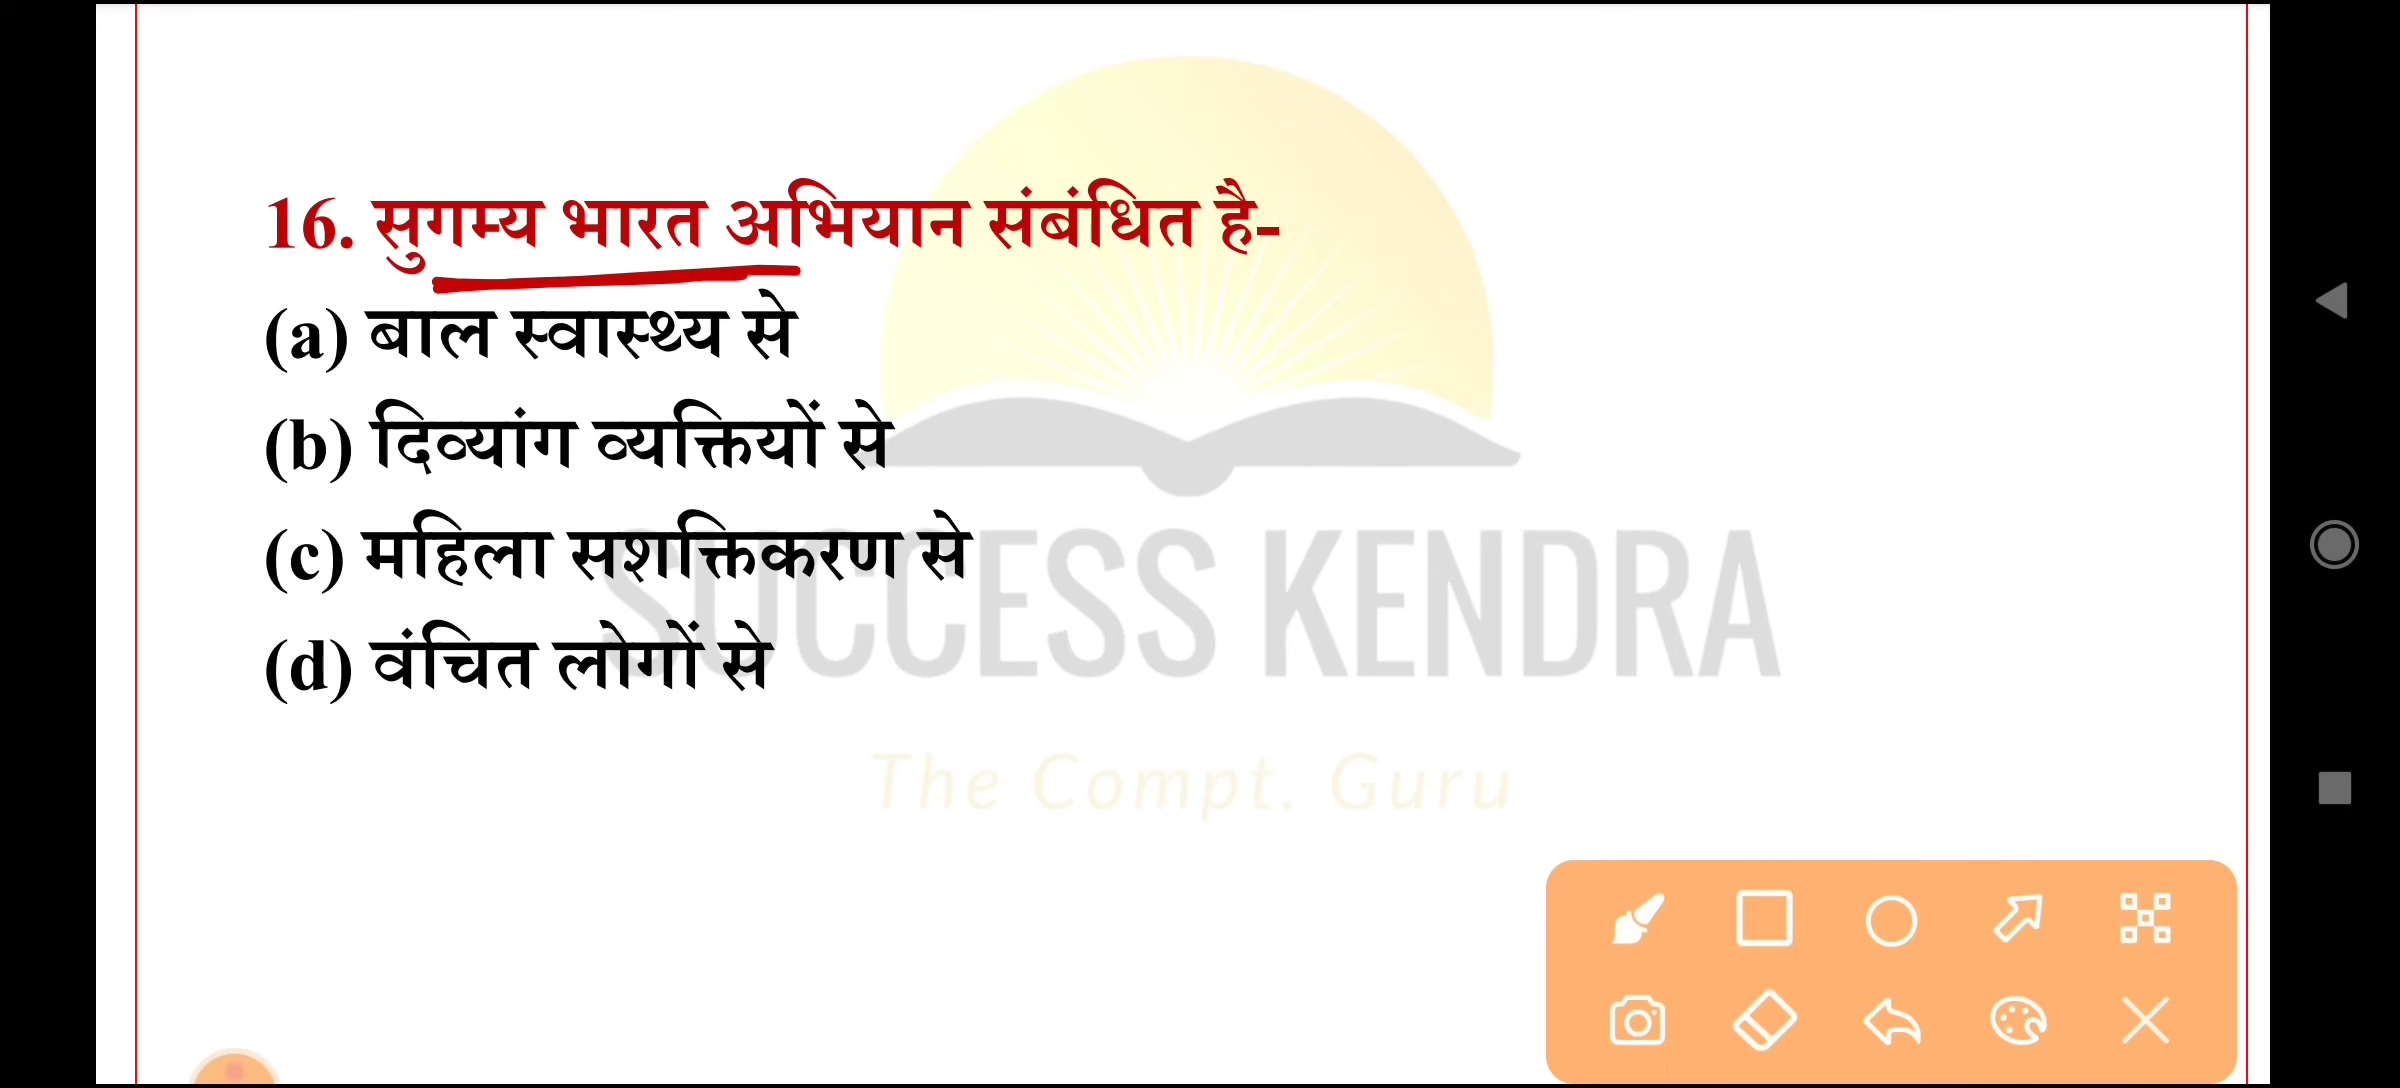 16. सुगम्य भारत अभियान संबंधित है-
(a) बाल स्वास्थ्य से
(b) दिव्यांग व्यक्तियों से
(c) महिला सशक्तिकरण से
(d) वंचित लोगों से
SUCCESS KENDRA
The Compt. Guru